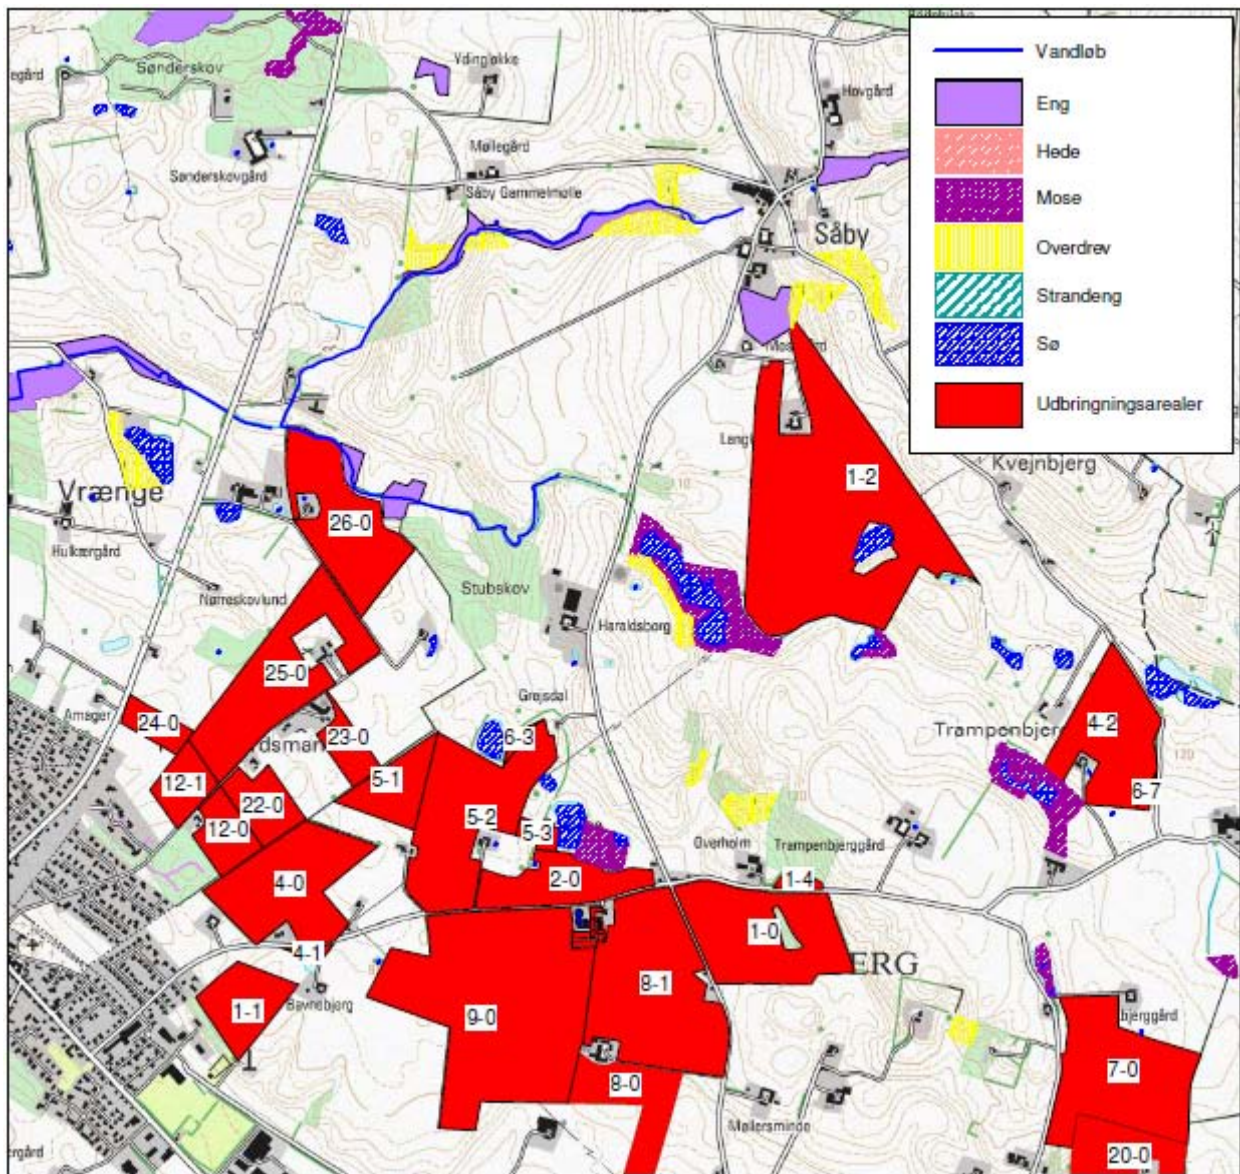 Vandløb
Eng
Hede
Mose
Overdrev
Strandeng
Sø
Udbringningsarealer
Sønderskov
Ydingløkke
Hovgård
Møllegård
Sønderskovgård
Såby Gammelmølle
Såby
Kvejnbjerg
1-2
Vrænge
26-0
Hulkærgård
Nørreskovlund
Stubskov
Haraldsborg
25-0
Grejsdal
Amager
24-0
23-0
6-3
4-2
12-1
5-1
6-7
22-0
5-2
12-0
5-3
Overholm
Trampenbjerggård
4-0
2-0
1-4
1-0
4-1
ERG
8-1
Bavnebjerg
1-1
9-0
bjerggård
7-0
8-0
Møllersminde
20-0